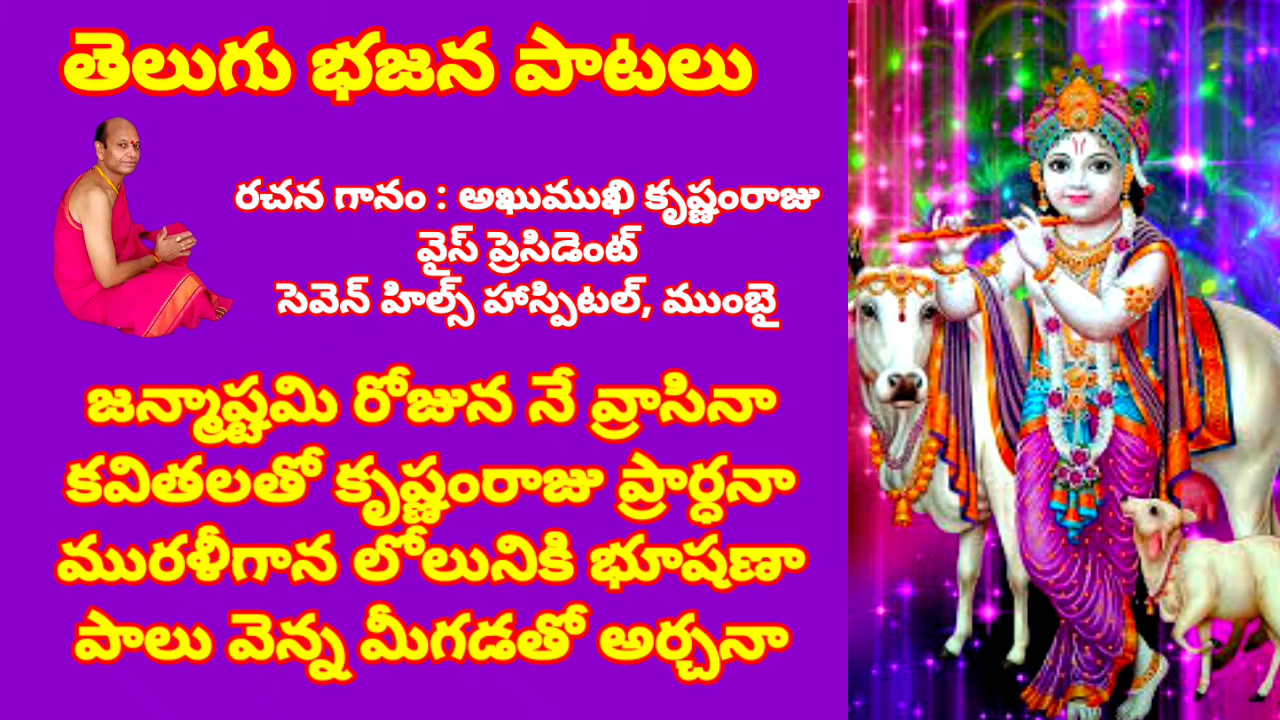 తెలుగు భజన పాటలు
రచన గానం : అఖుముఖి కృష్ణంరాజు
వైస్ ప్రెసిడెంట్
సెవెన్ హిల్స్ హాస్పిటల్, ముంబై
జన్మాష్టమి రోజున నే వ్రాసినా
కవితలతో కృష్ణంరాజు ప్రార్ధనా
మురళీగాన లోలునికి భూషణా
పాలు వెన్న మీగడతో అర్చనా